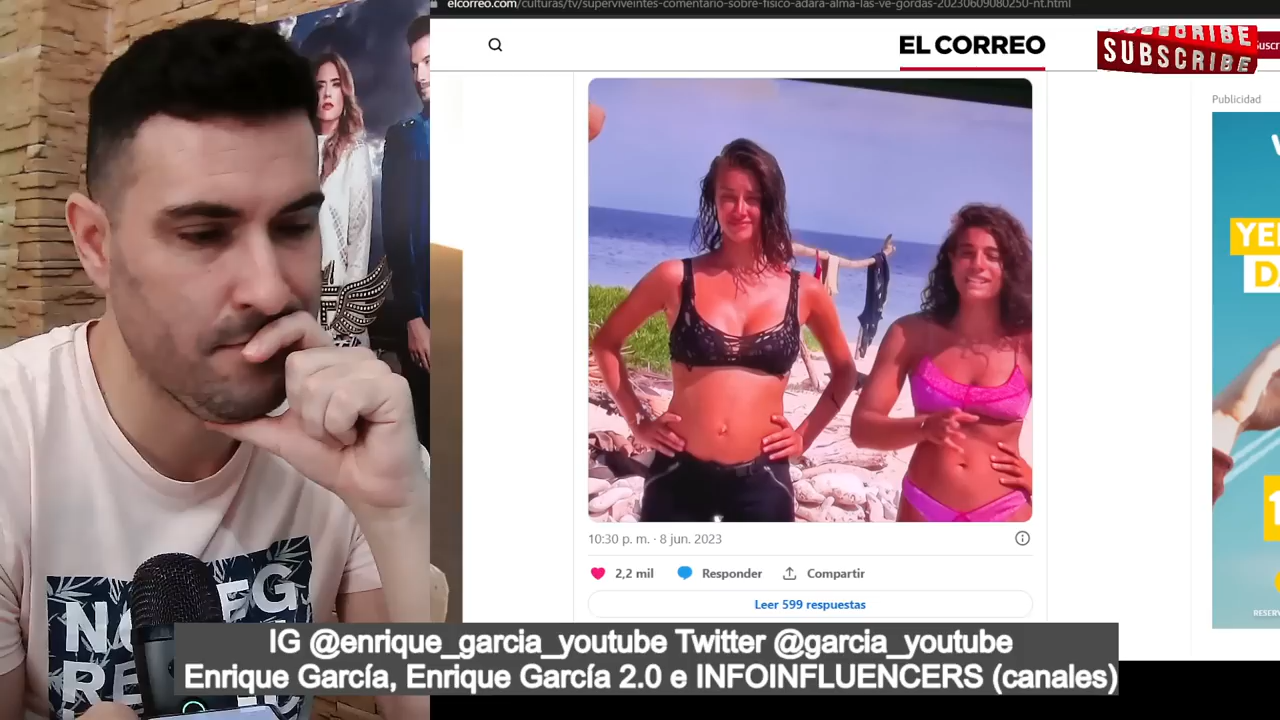 elcorreo.com/culturas/tv/superviveintes-comentario-sobre-fisico-adara-alma-las-ve-gordas-20230609080250-nt.html
EL CORREO
SUBSCRIBE
SUBSCRIBE
Publicidad
10:30 p. m. · 8 jun. 2023
2,2 mil
Responder
Compartir
Leer 599 respuestas
IG @enrique_garcia_youtube Twitter @garcia_youtube
Enrique García, Enrique García 2.0 e INFOINFLUENCERS (canales)